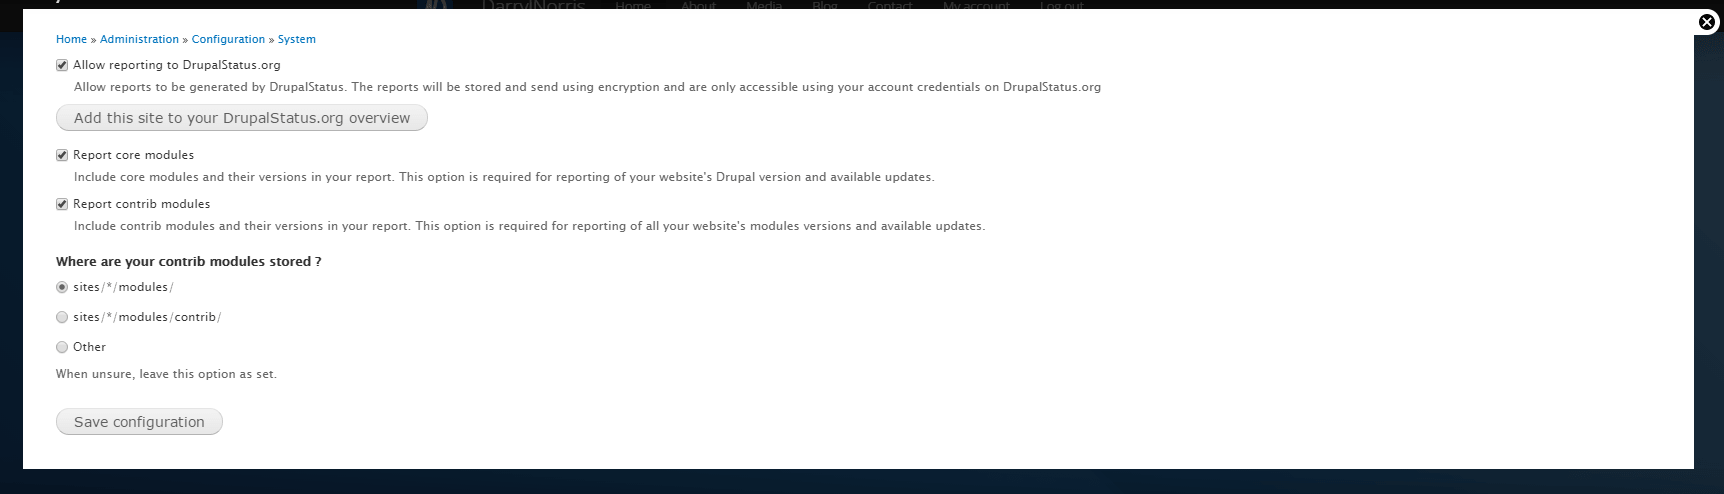 DarrylNorris Home About Media Blog Contact My account Log out
Home » Administration » Configuration » System
Allow reporting to DrupalStatus.org
Allow reports to be generated by DrupalStatus. The reports will be stored and send using encryption and are only accessible using your account credentials on DrupalStatus.org
Add this site to your DrupalStatus.org overview
Report core modules
Include core modules and their versions in your report. This option is required for reporting of your website's Drupal version and available updates.
Report contrib modules
Include contrib modules and their versions in your report. This option is required for reporting of all your website's modules versions and available updates.
Where are your contrib modules stored ?
sites/*/modules/
sites/*/modules/contrib/
Other
When unsure, leave this option as set.
Save configuration